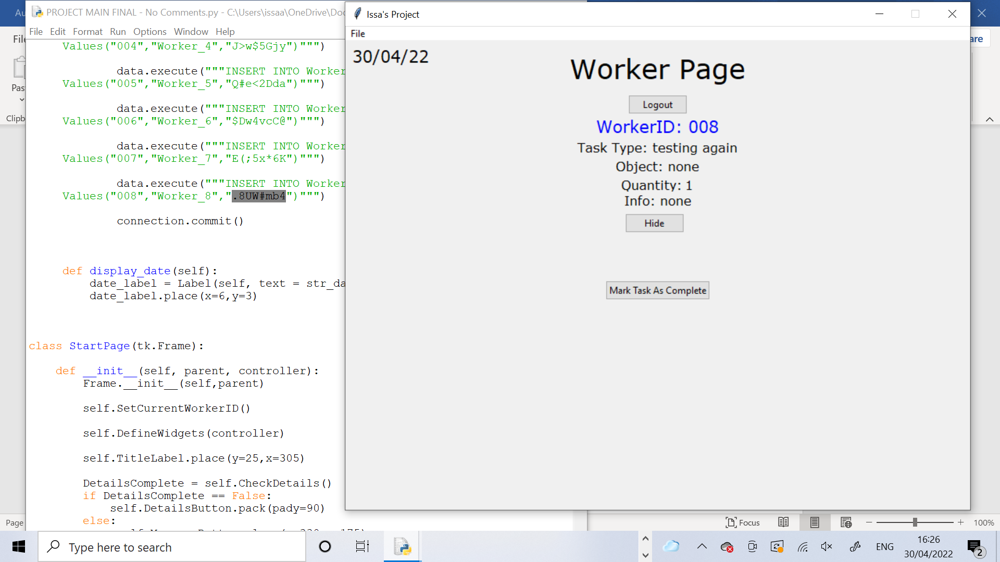 Au
PROJECT MAIN FINAL - No Comments.py - C:\Users\issaa\OneDrive\Doc
File Edit Format Run Options Window Help
File
Pas
Clipb
Values("004","Worker_4","J>w$5Gjy")""")
data.execute("""INSERT INTO Worker
Values("005","Worker_5","Q#e<2Dda")""")
data.execute("""INSERT INTO Worker
Values("006","Worker_6","$Dw4vcC@")""")
data.execute("""INSERT INTO Worker
Values("007","Worker_7","E(;5x*6K")""")
data.execute("""INSERT INTO Worker
Values("008","Worker_8",".8UW#mb4")""")
connection.commit()
def display_date(self):
date_label = Label(self, text = str_da
date_label.place(x=6,y=3)
class StartPage(tk.Frame):
def __init__(self, parent, controller):
Frame.__init__(self,parent)
self.SetCurrentWorkerID()
self.DefineWidgets(controller)
self.TitleLabel.place(y=25,x=305)
DetailsComplete = self.CheckDetails()
if DetailsComplete == False:
self.DetailsButton.pack(pady=90)
else:
Issa's Project
File
30/04/22
Worker Page
Logout
WorkerID: 008
Task Type: testing again
Object: none
Quantity: 1
Info: none
Hide
Mark Task As Complete
are
Page
Focus
100%
Type here to search
ENG
16:26
30/04/2022
2